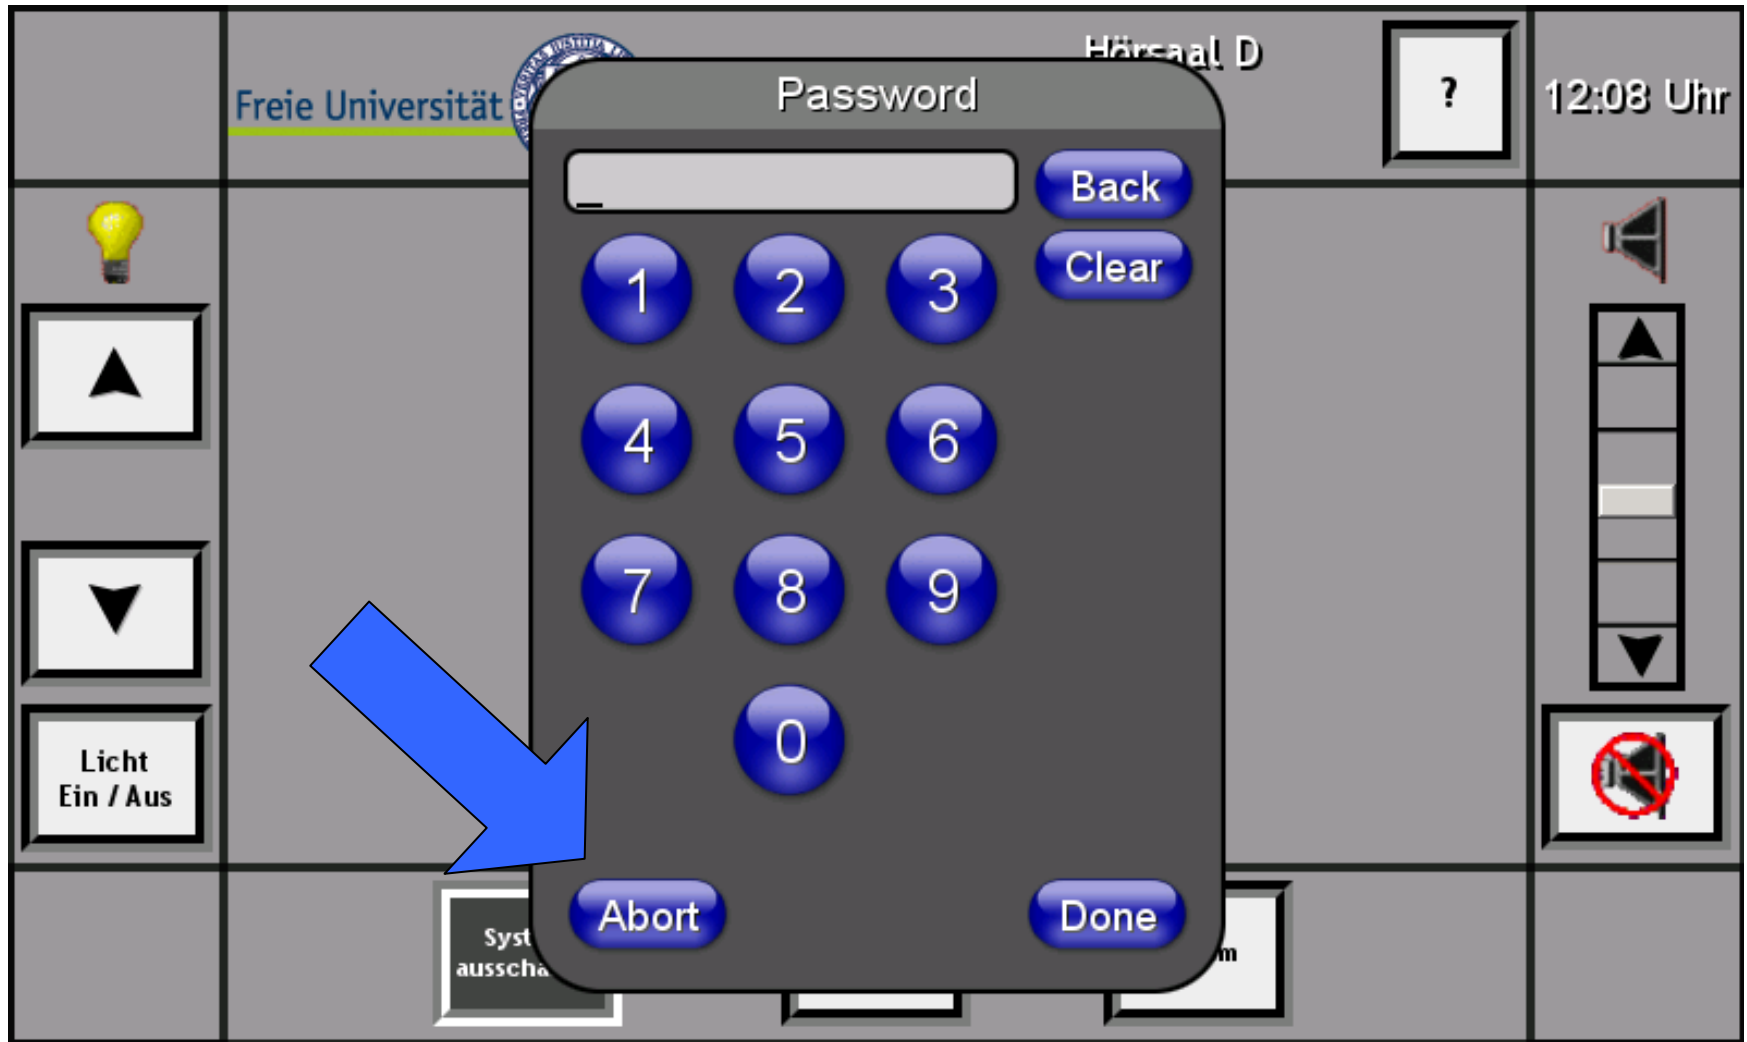 Freie Universität
Hörsaal D
?
12:08 Uhr
Password
_
Back
Clear
1 2 3
4 5 6
7 8 9
0
Licht
Ein / Aus
Abort
Done